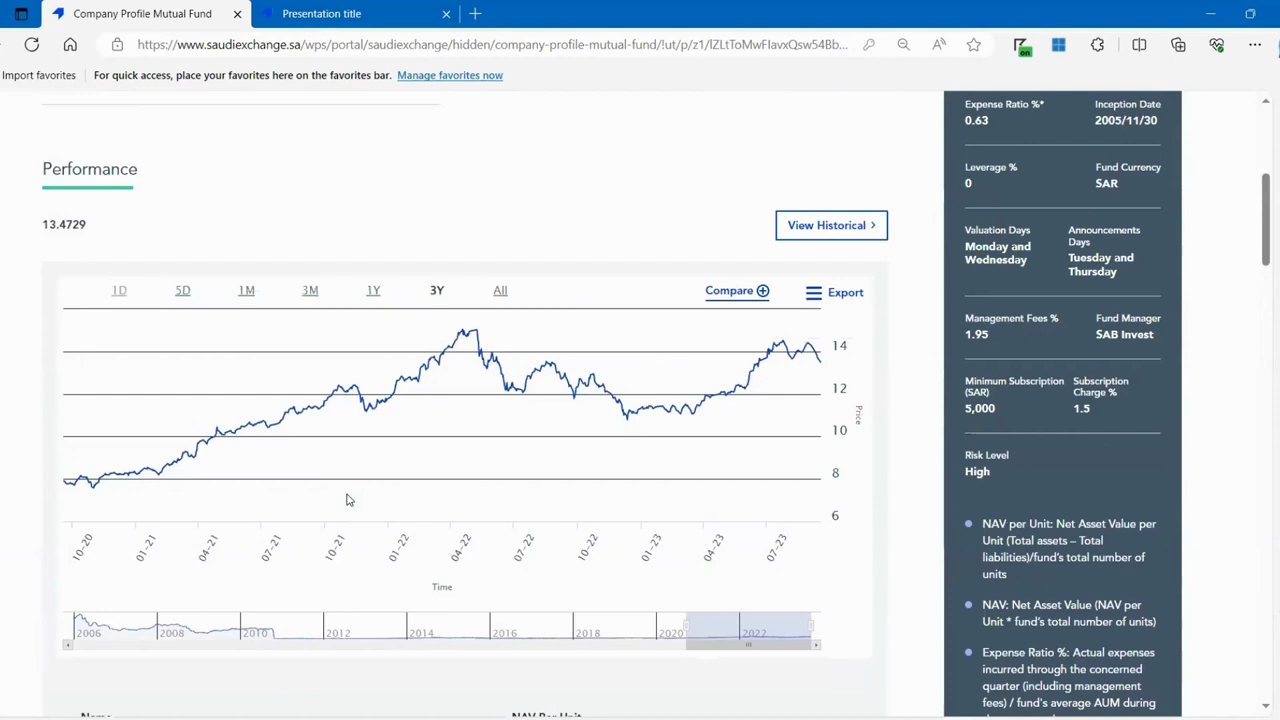 Company Profile Mutual Fund
Presentation title
https://www.saudiexchange.sa/wps/portal/saudiexchange/hidden/company-profile-mutual-fund/!ut/p/z1/lZLtToMwFIavxQsw54Bb...
on
Import favorites
For quick access, place your favorites here on the favorites bar. Manage favorites now
Performance
13.4729
View Historical
1D 5D 1M 3M 1Y 3Y All
Compare
Export
14
12
10
8
6
Price
10-20 01-21 04-21 07-21 10-21 01-22 04-22 07-22 10-22 01-23 04-23 07-23
Time
2006 2008 2010 2012 2014 2016 2018 2020 2022
Name NAV Per Unit
Expense Ratio %* Inception Date
0.63 2005/11/30
Leverage % Fund Currency
0 SAR
Valuation Days
Monday and
Wednesday
Announcements
Days
Tuesday and
Thursday
Management Fees % Fund Manager
1.95 SAB Invest
Minimum Subscription
(SAR)
5,000
Subscription
Charge %
1.5
Risk Level
High
NAV per Unit: Net Asset Value per
Unit (Total assets – Total
liabilities)/fund's total number of
units
NAV: Net Asset Value (NAV per
Unit * fund's total number of units)
Expense Ratio %: Actual expenses
incurred through the concerned
quarter (including management
fees) / fund's average AUM during